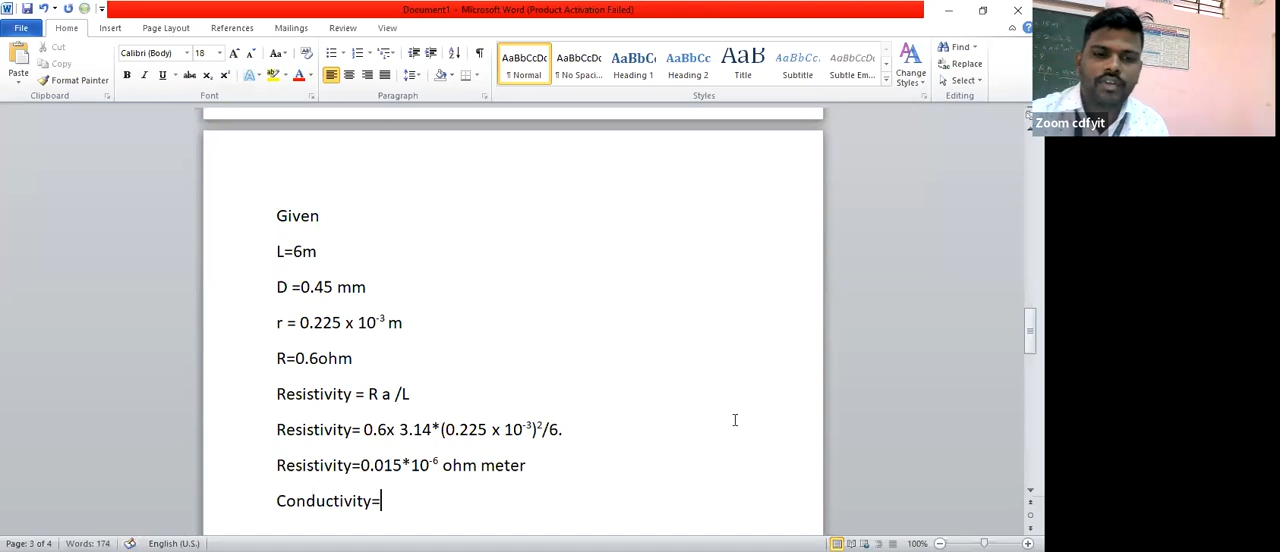 Document1 - Microsoft Word (Product Activation Failed)
File Home Insert Page Layout References Mailings Review View
Cut
Copy
Format Painter
Paste
Clipboard
Calibri (Body) 18
Font
Paragraph
AaBbCcDc AaBbCcDc AaBbC AaBbCc AaB AaBbCc. AaBbCcDc
¶ Normal ¶ No Spaci... Heading 1 Heading 2 Title Subtitle Subtle Em...
Change Styles
Styles
Find
Replace
Select
Editing
Zoom cdfyit
Given
L=6m
D =0.45 mm
r = 0.225 x 10⁻³ m
R=0.6ohm
Resistivity = R a /L
Resistivity= 0.6x 3.14*(0.225 x 10⁻³)²/6.
Resistivity=0.015*10⁻⁶ ohm meter
Conductivity=
Page: 3 of 4 Words: 174 English (U.S.) 100%